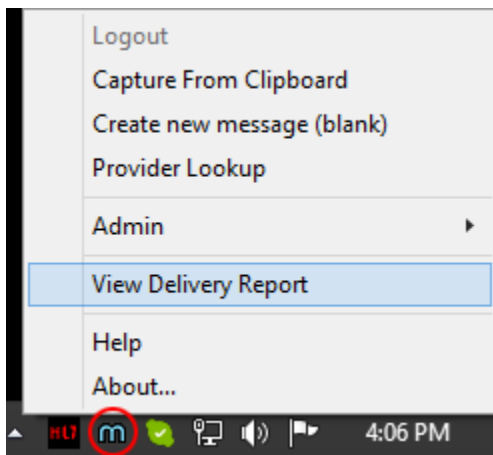 Logout
Capture From Clipboard
Create new message (blank)
Provider Lookup
Admin
View Delivery Report
Help
About...
HL7 m 4:06 PM